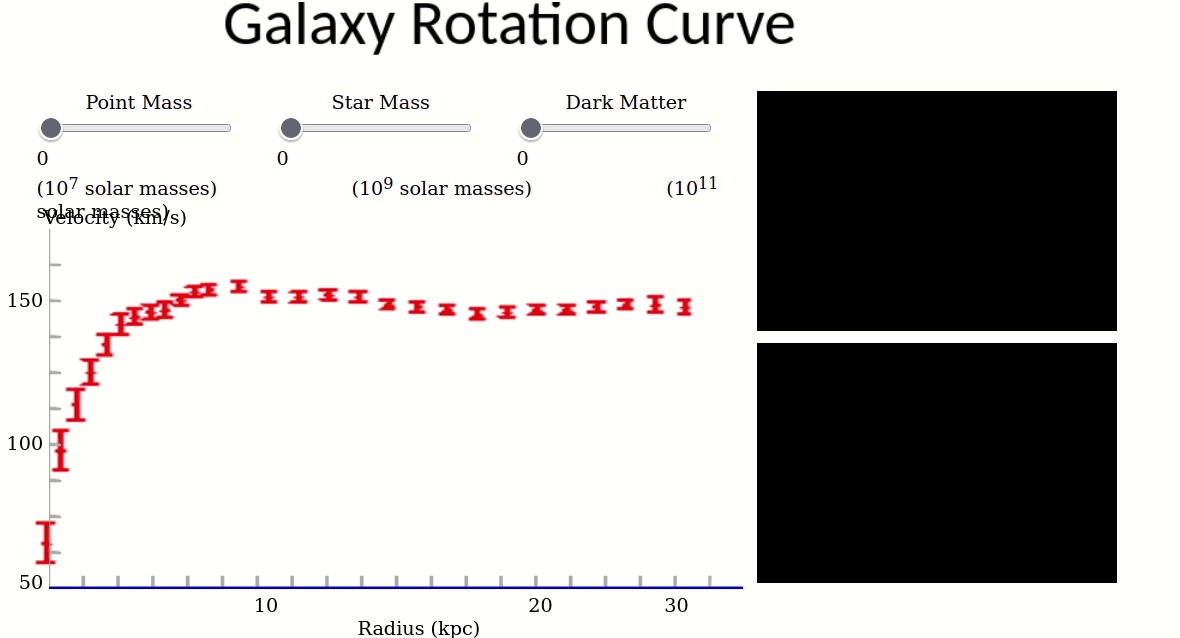 Galaxy Rotation Curve
Point Mass Star Mass Dark Matter
0 0 0
(10⁷ solar masses) (10⁹ solar masses) (10¹¹
solar masses)
Velocity (km/s)
150
100
50
10 20 30
Radius (kpc)